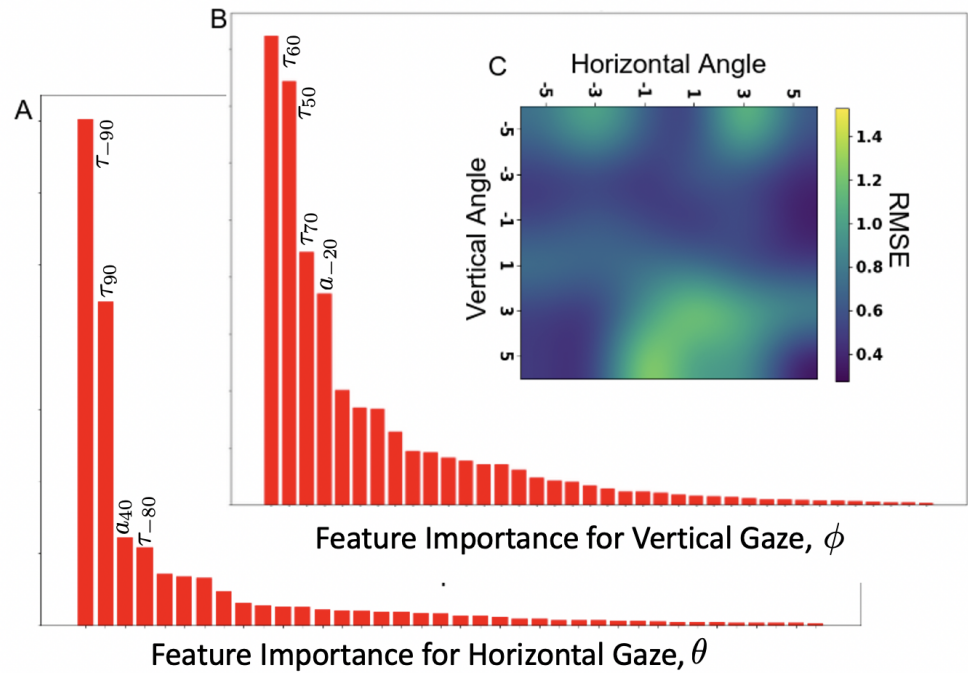 A
τ−90
τ90
a40
τ−80
Feature Importance for Horizontal Gaze, θ
B
τ60
τ50
τ70
a−20
Feature Importance for Vertical Gaze, ϕ
C
Horizontal Angle
-5 -3 -1 1 3 5
Vertical Angle
-5
-3
-1
1
3
5
1.4
1.2
1.0
0.8
0.6
0.4
RMSE